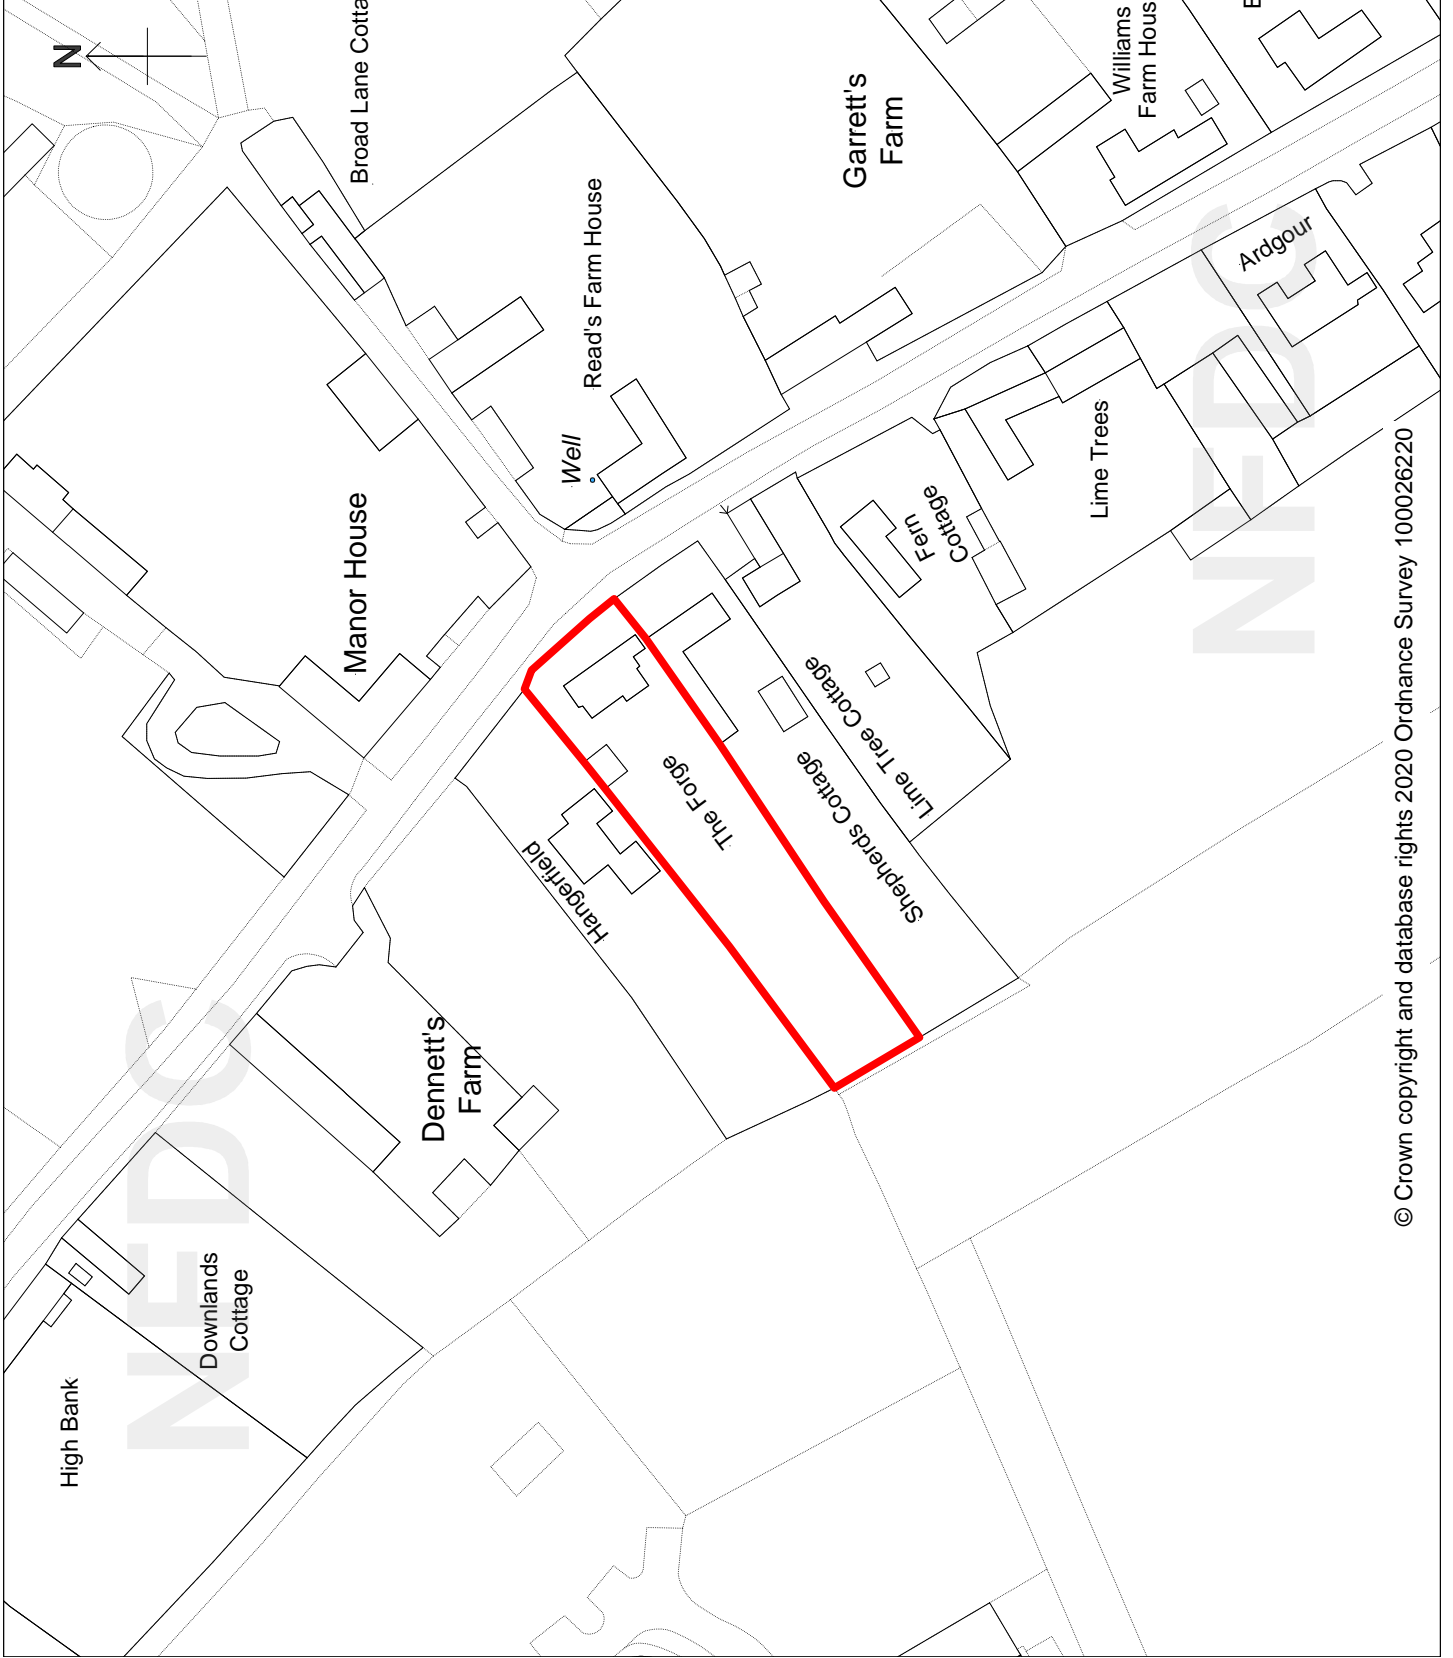 N
Broad Lane Cotta
Williams
Farm Hous
Garrett's
Farm
Read's Farm House
Well
Ardgour
Manor House
Lime Trees
Fern
Cottage
Lime Tree Cottage
The Forge
Shepherds Cottage
Hangerfield
Dennett's
Farm
Downlands
Cottage
High Bank
NFDC
NFDC
© Crown copyright and database rights 2020 Ordnance Survey 100026220